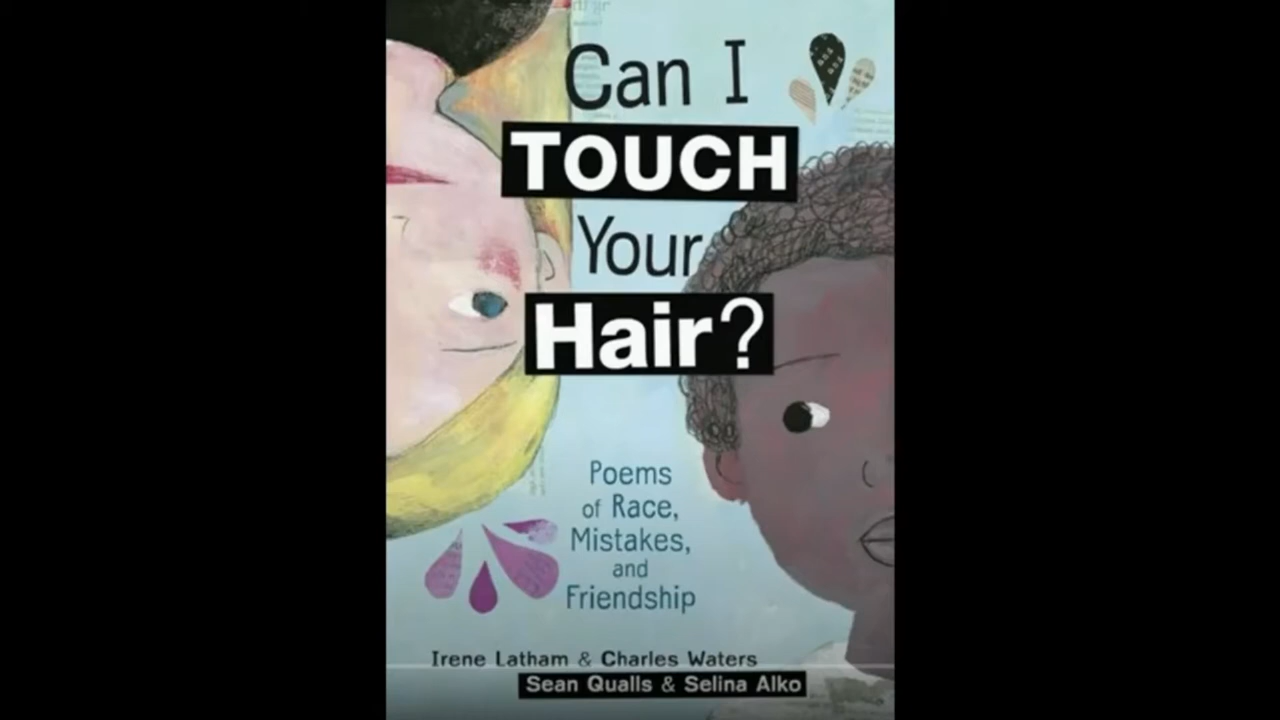 Can I
TOUCH
Your
Hair?
Poems
of Race,
Mistakes,
and
Friendship
Irene Latham & Charles Waters
Sean Qualls & Selina Alko